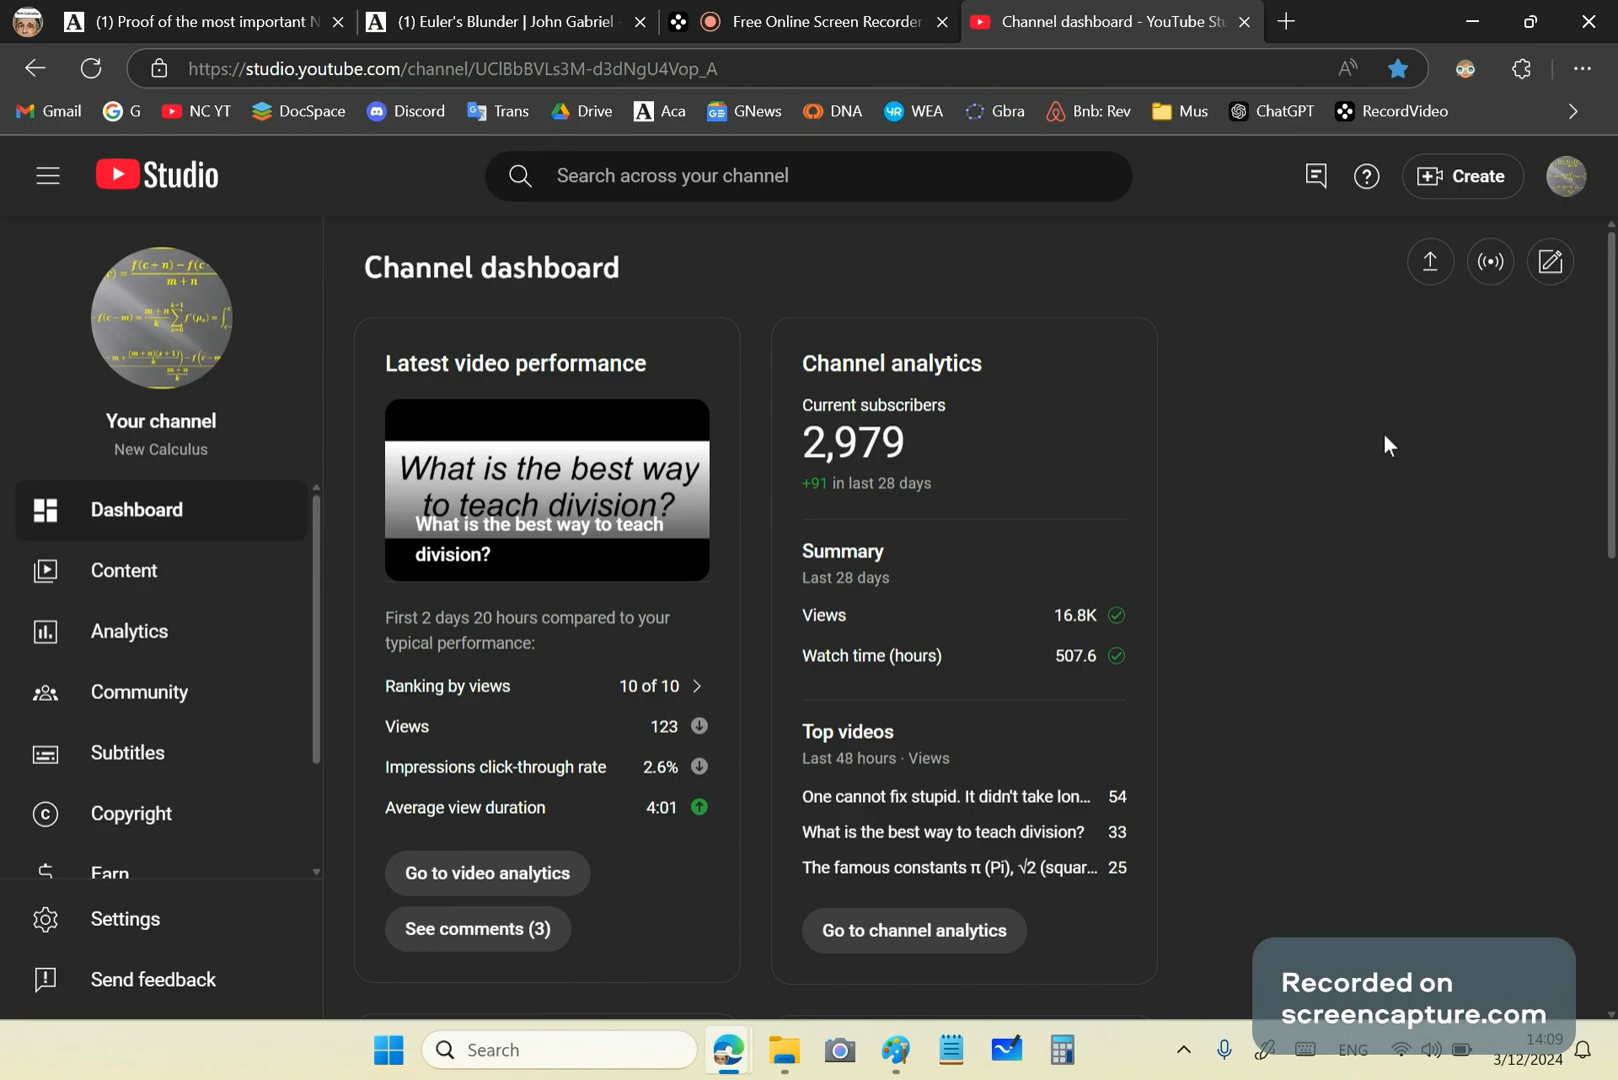 (1) Proof of the most important N
(1) Euler's Blunder | John Gabriel -
Free Online Screen Recorder
Channel dashboard - YouTube Stu
https://studio.youtube.com/channel/UClBbBVLs3M-d3dNgU4Vop_A
Gmail
G
NC YT
DocSpace
Discord
Trans
Drive
Aca
GNews
DNA
WEA
Gbra
Bnb: Rev
Mus
ChatGPT
RecordVideo
Studio
Search across your channel
Create
Your channel
New Calculus
Dashboard
Content
Analytics
Community
Subtitles
Copyright
Earn
Settings
Send feedback
Channel dashboard
Latest video performance
What is the best way
to teach division?
What is the best way to teach
division?
First 2 days 20 hours compared to your
typical performance:
Ranking by views 10 of 10
Views 123
Impressions click-through rate 2.6%
Average view duration 4:01
Go to video analytics
See comments (3)
Channel analytics
Current subscribers
2,979
+91 in last 28 days
Summary
Last 28 days
Views 16.8K
Watch time (hours) 507.6
Top videos
Last 48 hours · Views
One cannot fix stupid. It didn't take lon... 54
What is the best way to teach division? 33
The famous constants π (Pi), √2 (squar... 25
Go to channel analytics
Recorded on
screencapture.com
Search
ENG
14:09
3/12/2024